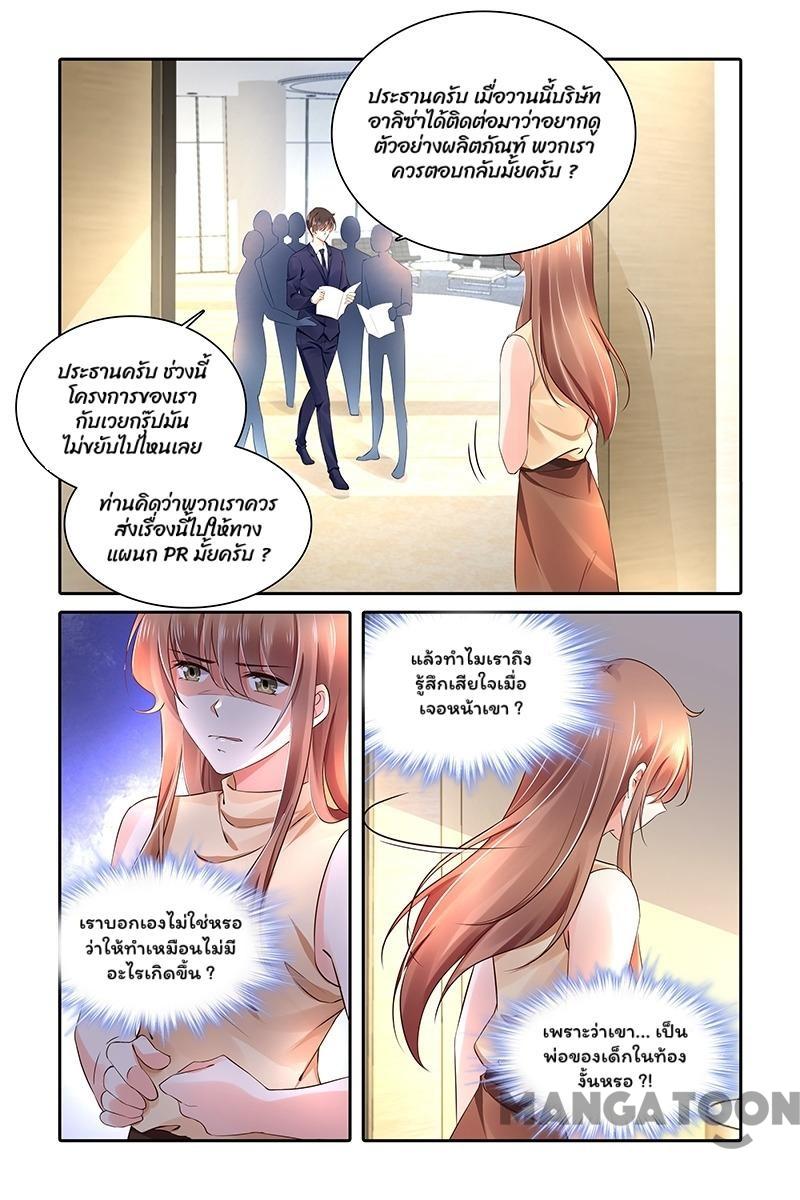 ประธานครับ เมื่อวานนี้บริษัท
อาลิซ่าได้ติดต่อมาว่าอยากดู
ตัวอย่างผลิตภัณฑ์ พวกเรา
ควรตอบกลับมั้ยครับ ?
ประธานครับ ช่วงนี้
โครงการของเรา
กับเวยกรุ๊ปมัน
ไม่ขยับไปไหนเลย
ท่านคิดว่าพวกเราควร
ส่งเรื่องนี้ไปให้ทาง
แผนก PR มั้ยครับ ?
เราบอกเองไม่ใช่หรอ
ว่าให้ทำเหมือนไม่มี
อะไรเกิดขึ้น ?
แล้วทำไมเราถึง
รู้สึกเสียใจเมื่อ
เจอหน้าเขา ?
เพราะว่าเขา... เป็น
พ่อของเด็กในท้อง
งั้นหรอ ?!
MANGATOON